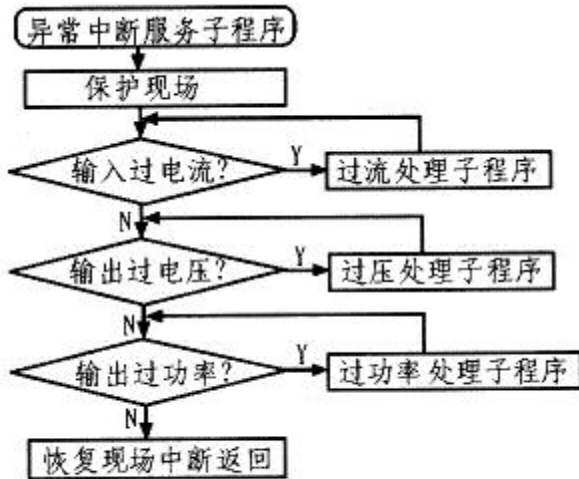 异常中断服务子程序
保护现场
输入过电流?
Y
过流处理子程序
N
输出过电压?
Y
过压处理子程序
N
输出过功率?
Y
过功率处理子程序
N
恢复现场中断返回